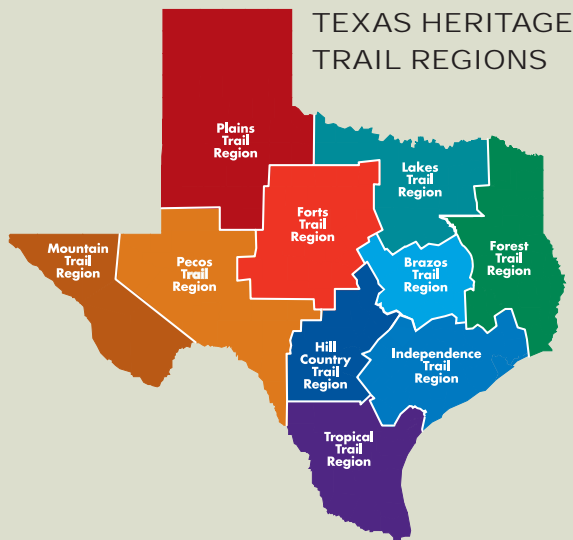 TEXAS HERITAGE
TRAIL REGIONS
Plains
Trail
Region
Lakes
Trail
Region
Forts
Trail
Region
Mountain
Trail
Region
Pecos
Trail
Region
Brazos
Trail
Region
Forest
Trail
Region
Hill
Country
Trail
Region
Independence
Trail
Region
Tropical
Trail
Region